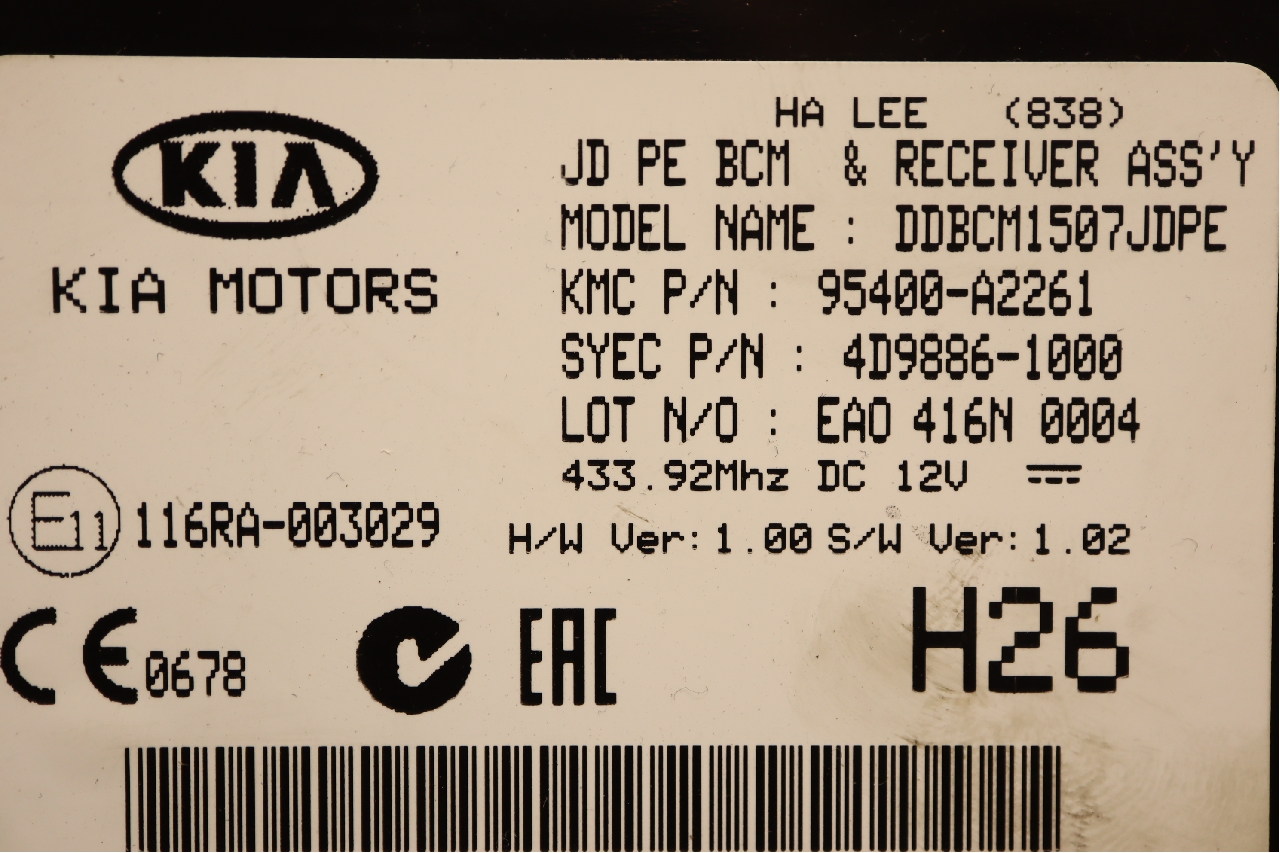 HA LEE (838)
KIA
JD PE BCM & RECEIVER ASS'Y
MODEL NAME : DDBCM1507JDPE
KIA MOTORS
KMC P/N : 95400-A2261
SYEC P/N : 4D9886-1000
LOT N/O : EAO 416N 0004
433.92Mhz DC 12V
E11 116RA-003029
H/W Ver: 1.00 S/W Ver: 1.02
CE 0678
EAC
H26